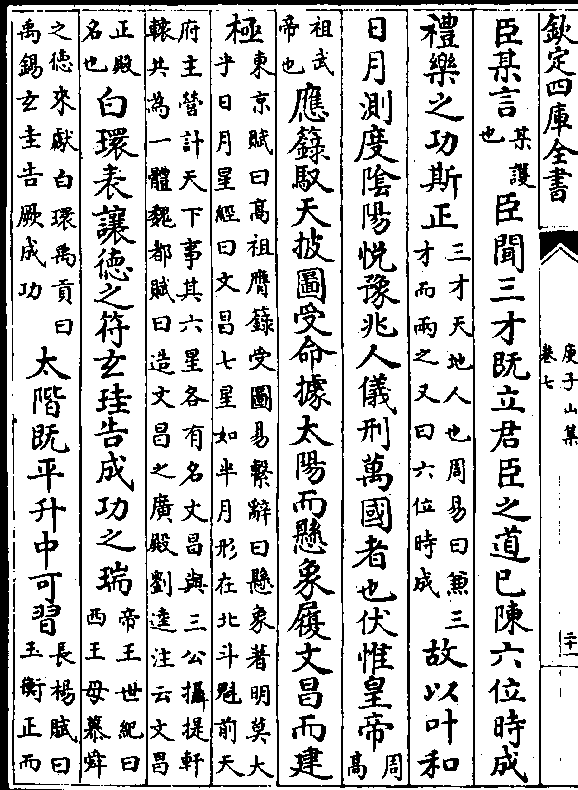 欽定四庫全書
庾子山集
卷七
臣某言某護也臣聞三才既立君臣之道已陳六位時成
禮樂之功斯正三才天地人也周易曰兼三才而兩之又曰六位時成故以叶和
日月測度陰陽悅豫兆人儀刑萬國者也伏惟皇帝周高
祖武帝也應籙馭天披圖受命據太陽而懸象履文昌而建
極東京賦曰高祖膺籙受圖易繫辭曰懸象著明莫大乎日月星經曰文昌七星如半月形在北斗魁前天
府主營計天下事其六星各有名文昌與三公攝提軒轅共為一體魏都賦曰造文昌之廣殿劉逵注云文昌
正殿名也白環表讓德之符玄珪告成功之瑞帝王世紀曰西王母慕舜
之德來獻白環禹貢曰禹錫玄圭告厥成功太階既平升中可習長楊賦曰玉衡正而